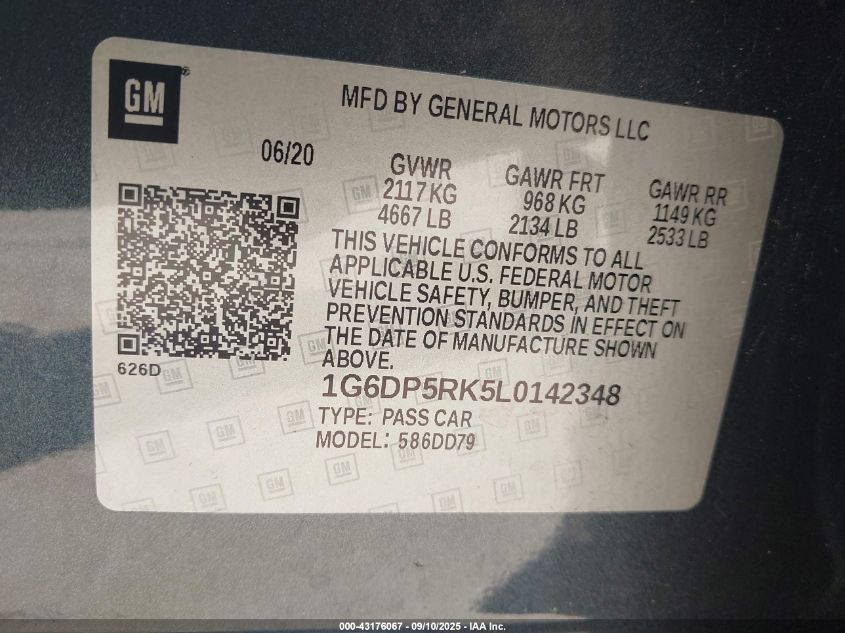 GM®
MFD BY GENERAL MOTORS LLC
06/20
GVWR
2117 KG
4667 LB
GAWR FRT
968 KG
2134 LB
GAWR RR
1149 KG
2533 LB
THIS VEHICLE CONFORMS TO ALL
APPLICABLE U.S. FEDERAL MOTOR
VEHICLE SAFETY, BUMPER, AND THEFT
PREVENTION STANDARDS IN EFFECT ON
THE DATE OF MANUFACTURE SHOWN
ABOVE.
626D
1G6DP5RK5L0142348
TYPE: PASS CAR
MODEL: 586DD79
000-43176067 - 09/10/2025 - IAA Inc.